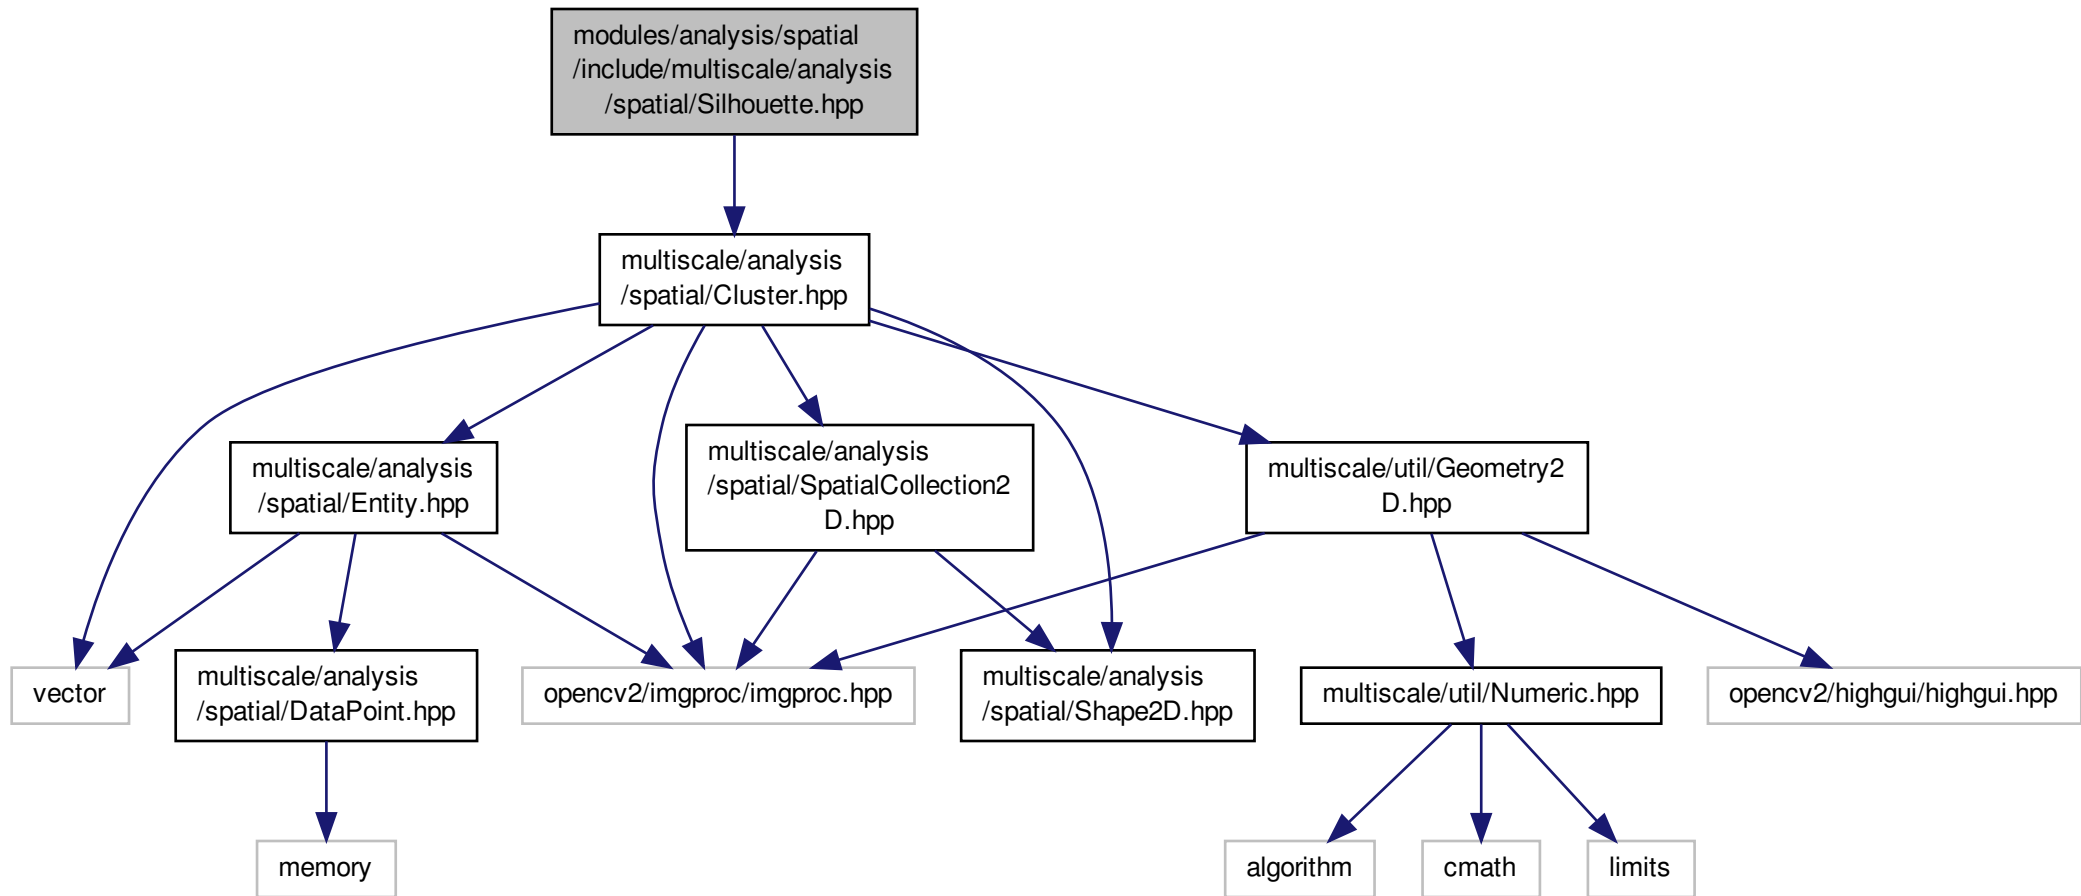 modules/analysis/spatial
/include/multiscale/analysis
/spatial/Silhouette.hpp
multiscale/analysis
/spatial/Cluster.hpp
multiscale/analysis
/spatial/Entity.hpp
multiscale/analysis
/spatial/SpatialCollection2
D.hpp
multiscale/util/Geometry2
D.hpp
vector
multiscale/analysis
/spatial/DataPoint.hpp
opencv2/imgproc/imgproc.hpp
multiscale/analysis
/spatial/Shape2D.hpp
multiscale/util/Numeric.hpp
opencv2/highgui/highgui.hpp
memory
algorithm
cmath
limits